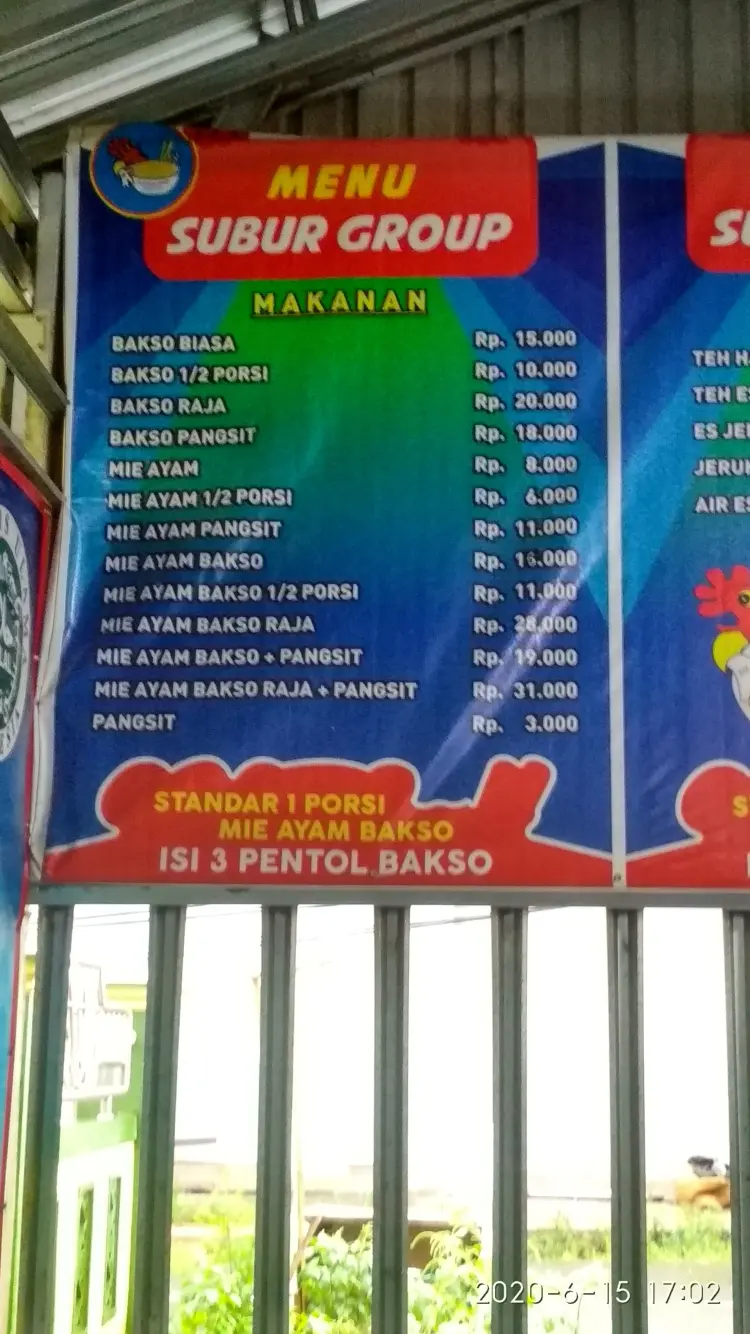 MENU
SUBUR GROUP
MAKANAN
BAKSO BIASA Rp. 15.000
BAKSO 1/2 PORSI Rp. 10.000
BAKSO RAJA Rp. 20.000
BAKSO PANGSIT Rp. 18.000
MIE AYAM Rp. 8.000
MIE AYAM 1/2 PORSI Rp. 6.000
MIE AYAM PANGSIT Rp. 11.000
MIE AYAM BAKSO Rp. 16.000
MIE AYAM BAKSO 1/2 PORSI Rp. 11.000
MIE AYAM BAKSO RAJA Rp. 28.000
MIE AYAM BAKSO + PANGSIT Rp. 19.000
MIE AYAM BAKSO RAJA + PANGSIT Rp. 31.000
PANGSIT Rp. 3.000
STANDAR 1 PORSI
MIE AYAM BAKSO
ISI 3 PENTOL BAKSO
TEH
TEH
ES
AIR
2020-6-15 17:02